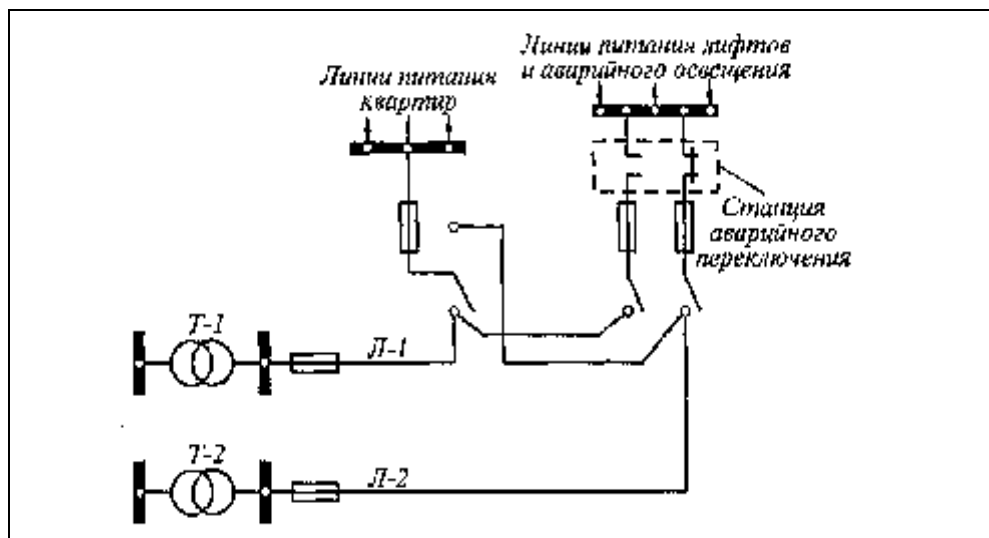 Линии питания
квартир
Линии питания лифтов
и аварийного освещения
Станция
аварийного
переключения
Т-1
Л-1
Т-2
Л-2